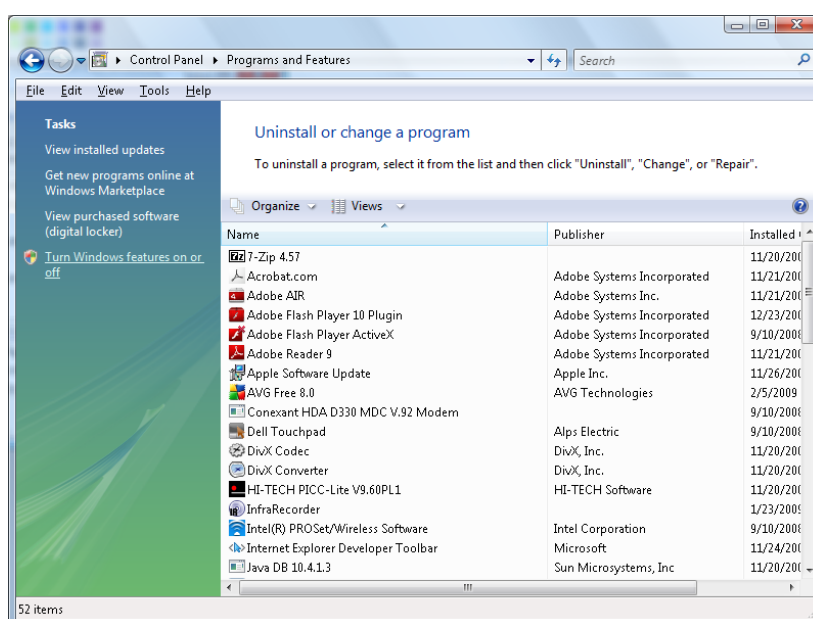 Control Panel ▸ Programs and Features
Search
File Edit View Tools Help
Tasks
View installed updates
Get new programs online at
Windows Marketplace
View purchased software
(digital locker)
Turn Windows features on or
off
Uninstall or change a program
To uninstall a program, select it from the list and then click "Uninstall", "Change", or "Repair".
Organize Views
Name Publisher Installed
7-Zip 4.57 11/20/200
Acrobat.com Adobe Systems Incorporated 11/21/200
Adobe AIR Adobe Systems Inc. 11/21/200
Adobe Flash Player 10 Plugin Adobe Systems Incorporated 12/23/200
Adobe Flash Player ActiveX Adobe Systems Incorporated 9/10/2008
Adobe Reader 9 Adobe Systems Incorporated 11/21/200
Apple Software Update Apple Inc. 11/26/200
AVG Free 8.0 AVG Technologies 2/5/2009
Conexant HDA D330 MDC V.92 Modem 9/10/2008
Dell Touchpad Alps Electric 9/10/2008
DivX Codec DivX, Inc. 11/20/200
DivX Converter DivX, Inc. 11/20/200
HI-TECH PICC-Lite V9.60PL1 HI-TECH Software 11/20/200
InfraRecorder 1/23/2009
Intel(R) PROSet/Wireless Software Intel Corporation 9/10/2008
Internet Explorer Developer Toolbar Microsoft 11/24/200
Java DB 10.4.1.3 Sun Microsystems, Inc 11/20/200
52 items